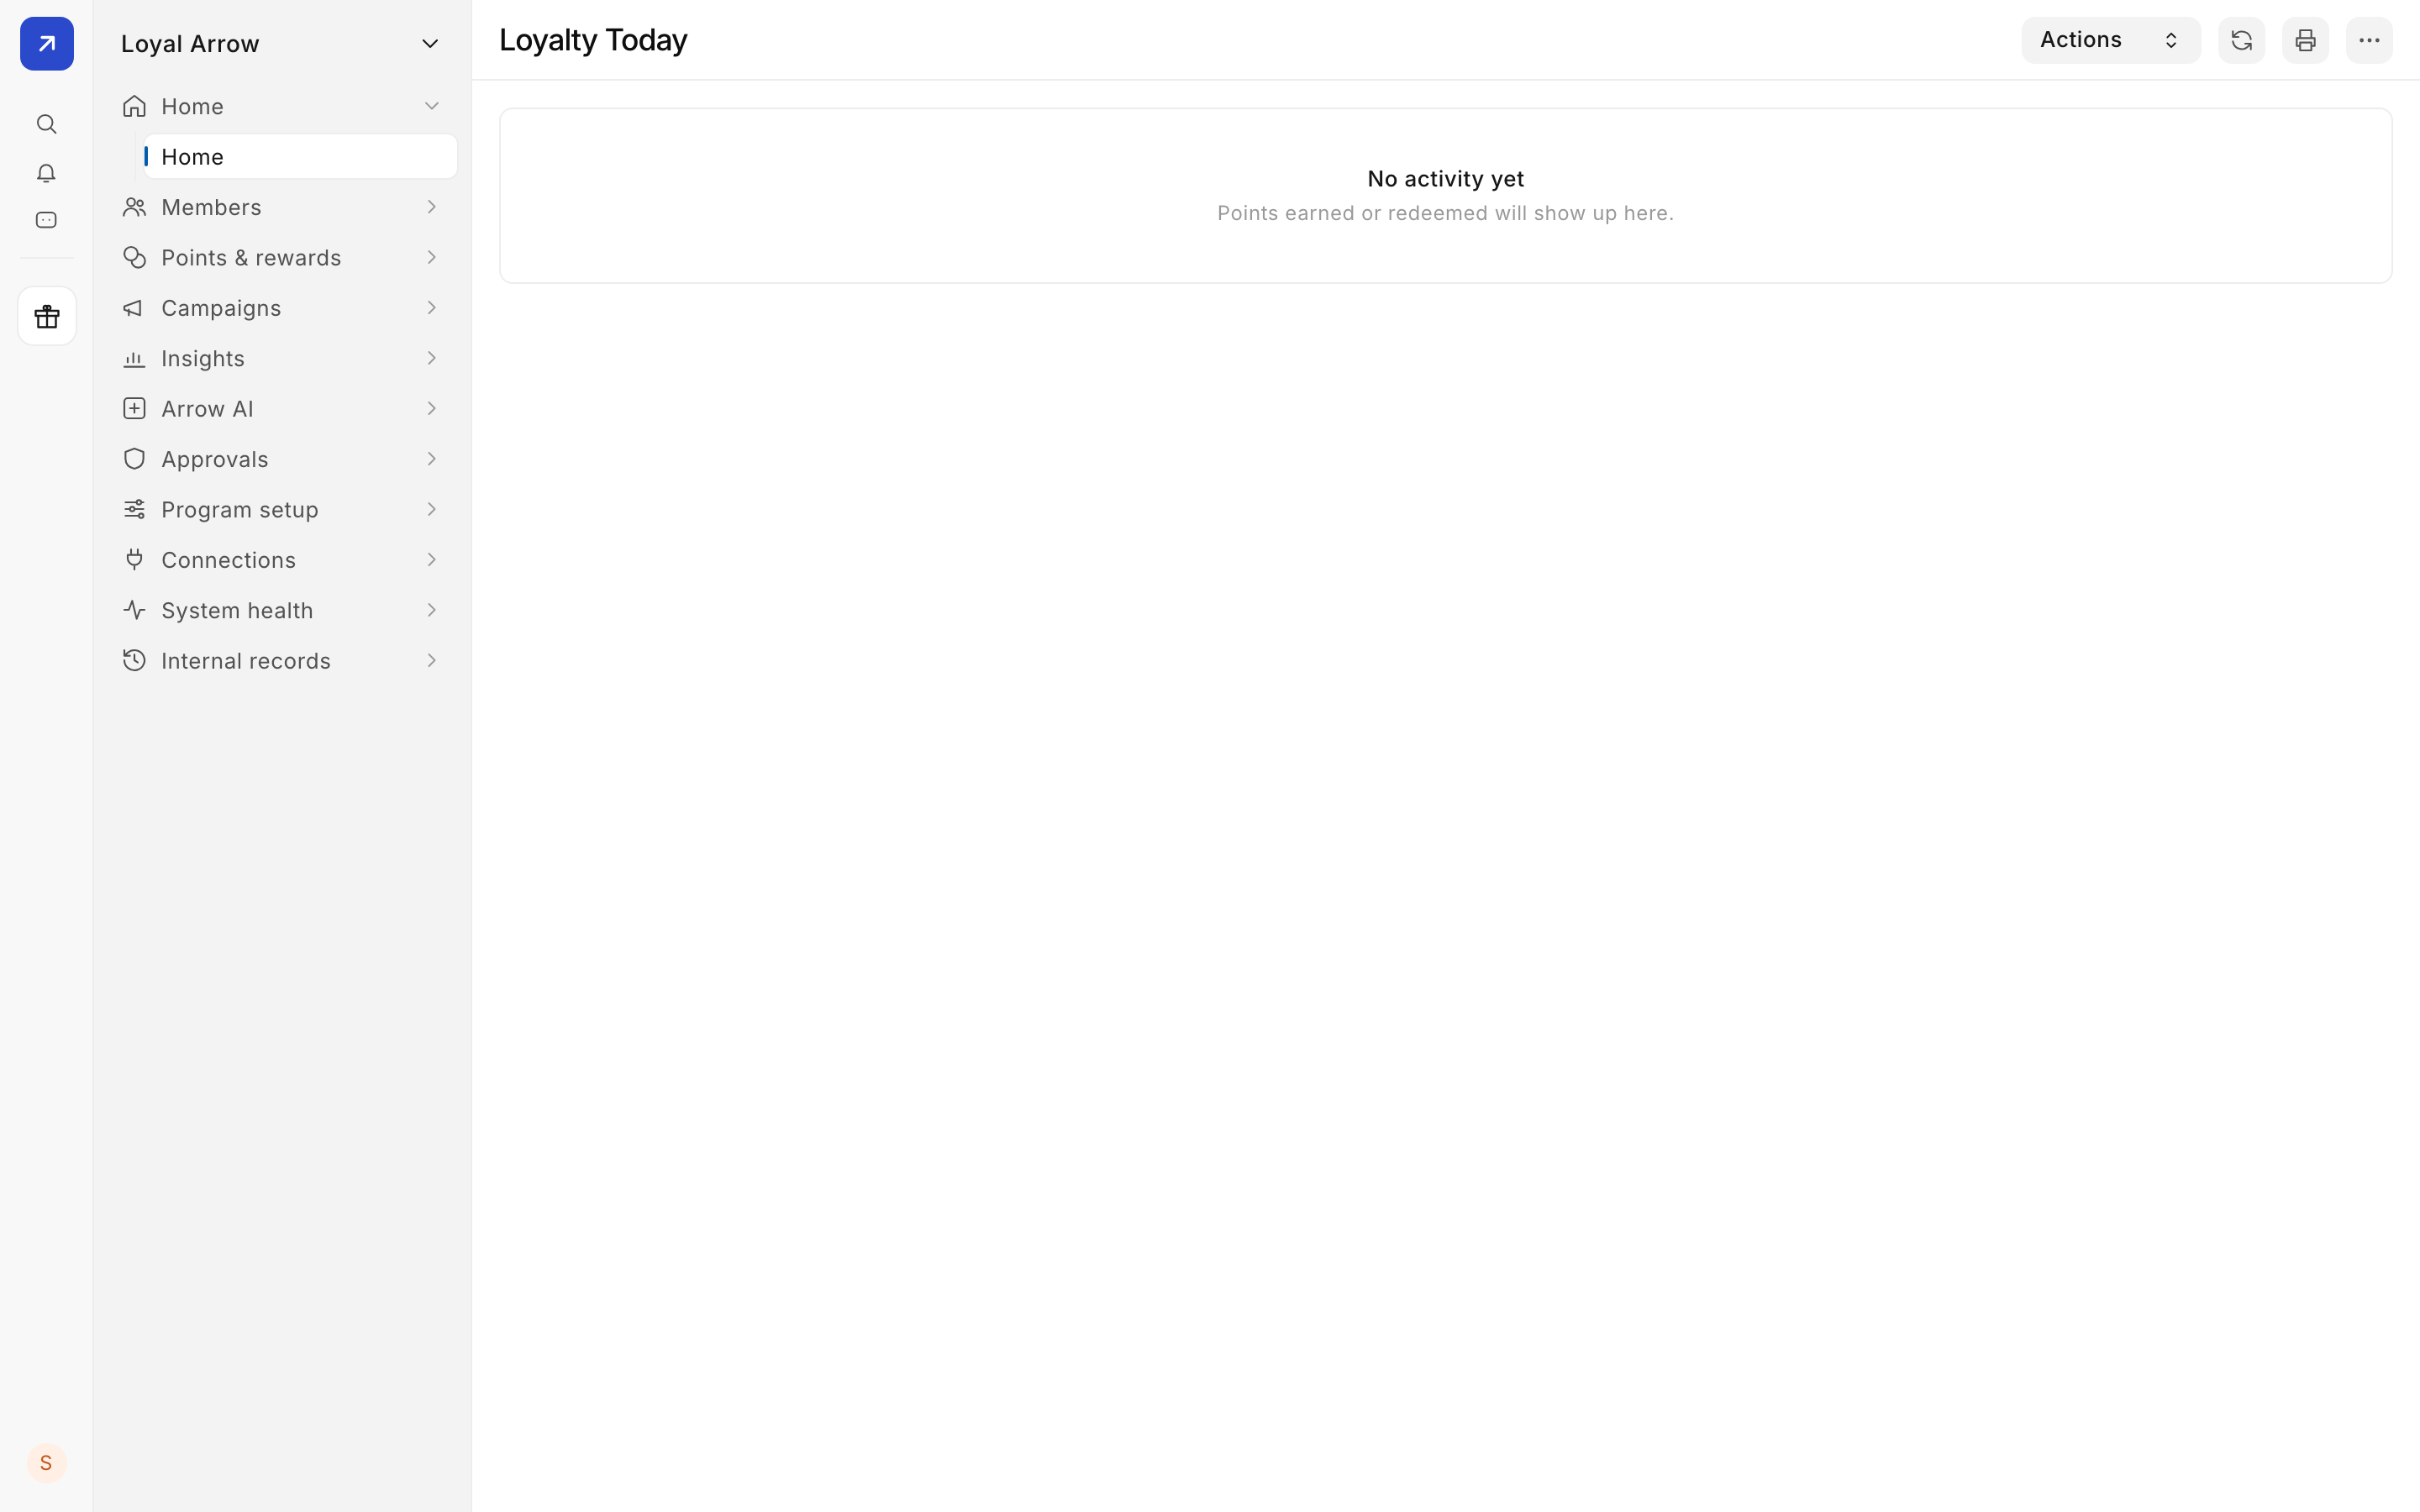 Loyal Arrow
Home
Home
Members
Points & rewards
Campaigns
Insights
Arrow AI
Approvals
Program setup
Connections
System health
Internal records
S
Loyalty Today
Actions
No activity yet
Points earned or redeemed will show up here.